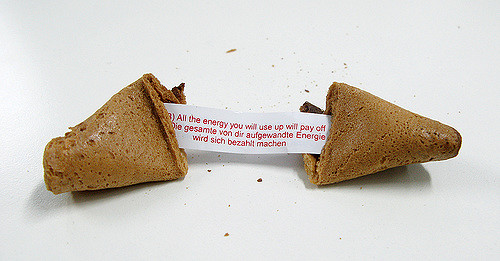 ) All the energy you will use up will pay off
Die gesamte von dir aufgewandte Energie
wird sich bezahlt machen